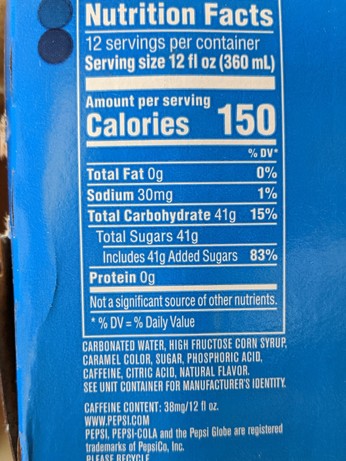 Nutrition Facts
12 servings per container
Serving size 12 fl oz (360 mL)
Amount per serving
Calories 150
% DV*
Total Fat 0g 0%
Sodium 30mg 1%
Total Carbohydrate 41g 15%
Total Sugars 41g
Includes 41g Added Sugars 83%
Protein 0g
Not a significant source of other nutrients.
* % DV = % Daily Value
CARBONATED WATER, HIGH FRUCTOSE CORN SYRUP,
CARAMEL COLOR, SUGAR, PHOSPHORIC ACID,
CAFFEINE, CITRIC ACID, NATURAL FLAVOR.
SEE UNIT CONTAINER FOR MANUFACTURER'S IDENTITY.
CAFFEINE CONTENT: 38mg/12 fl oz.
WWW.PEPSI.COM
PEPSI, PEPSI-COLA and the Pepsi Globe are registered
trademarks of PepsiCo, Inc.
PLEASE RECYCLE